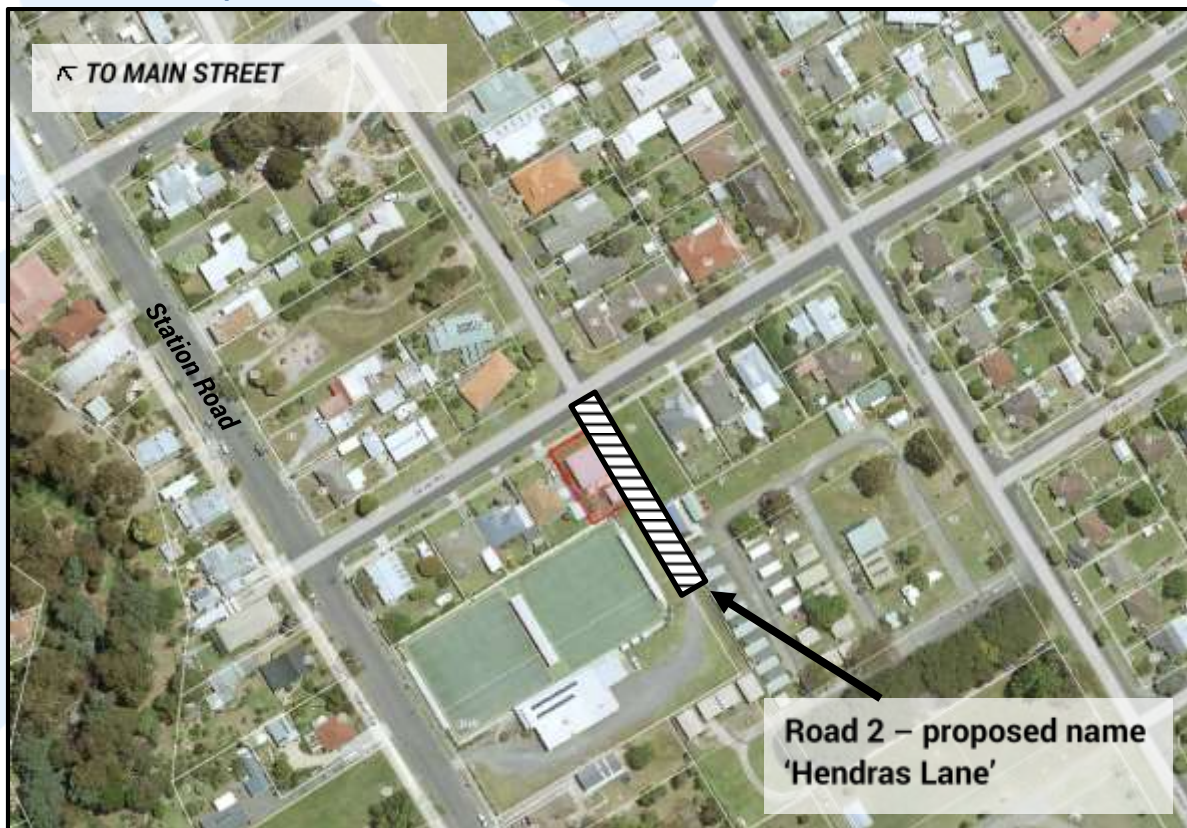 ↖ TO MAIN STREET
Station Road
Road 2 – proposed name
‘Hendras Lane’